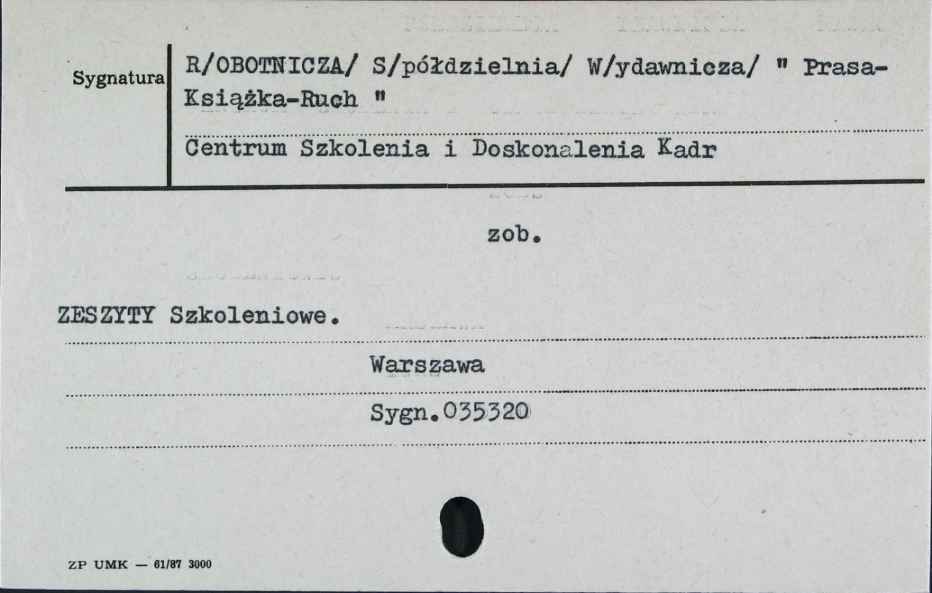 Sygnatura
R/OBOTNICZA/ S/półdzielnia/ W/ydawnicza/ " Prasa-
Książka-Ruch "
Centrum Szkolenia i Doskonalenia Kadr
zob.
ZESZYTY Szkoleniowe.
Warszawa
Sygn.035320
ZP UMK — 61/87 3000